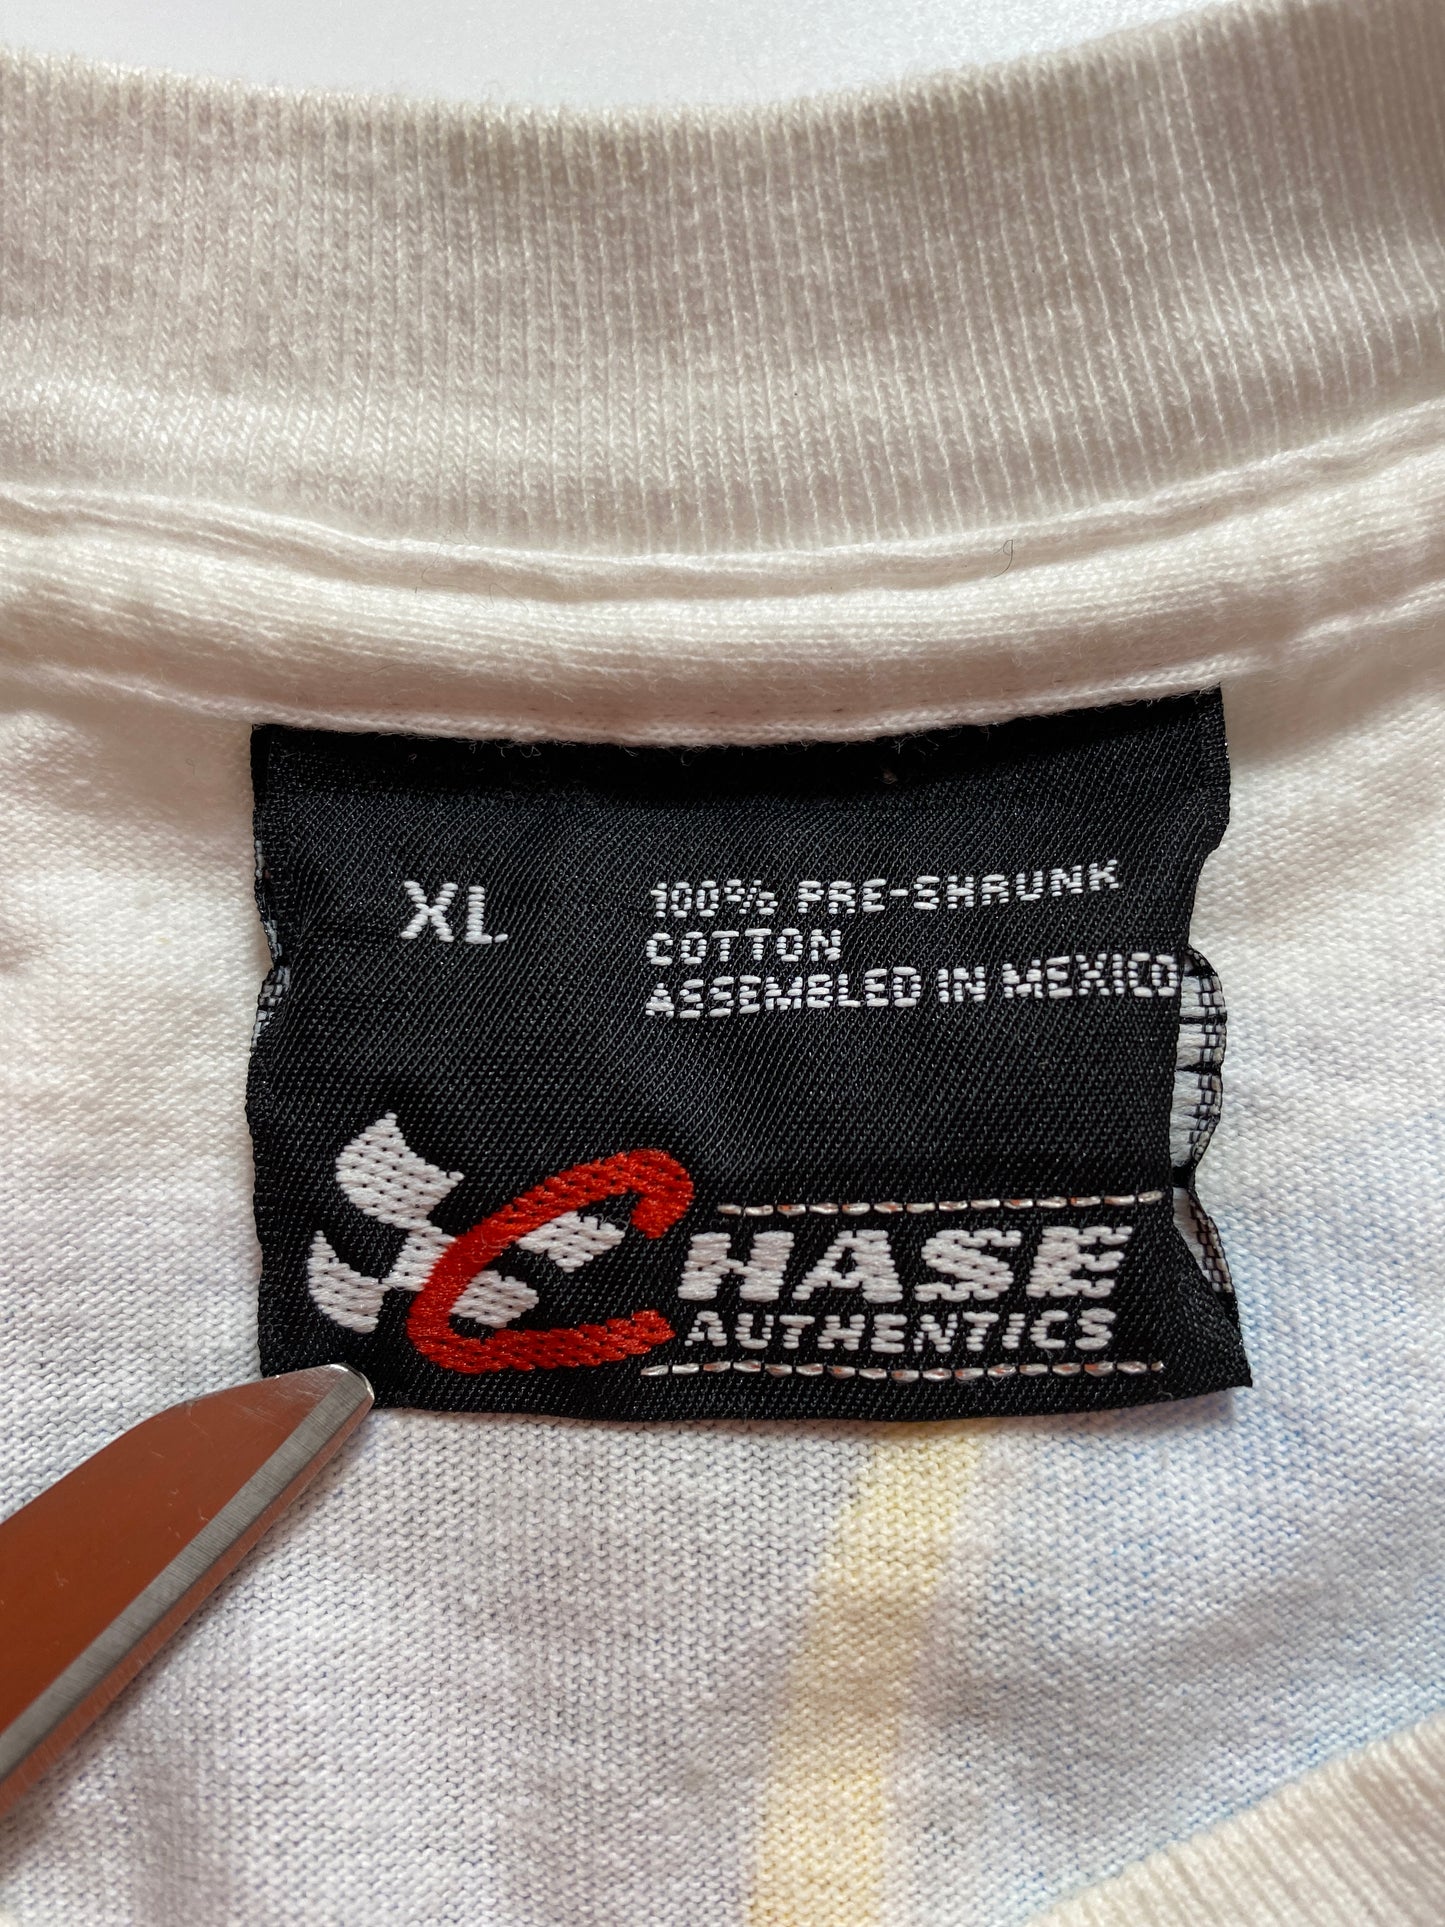 XL
100% PRE-SHRUNK
COTTON
ASSEMBLED IN MEXICO
CHASE
AUTHENTICS